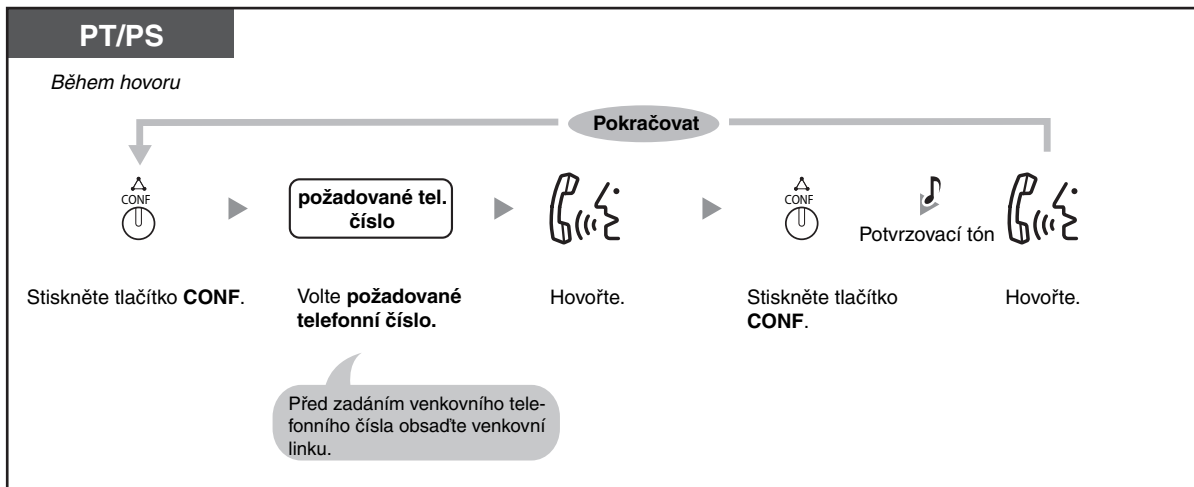 PT/PS
Během hovoru
Pokračovat
CONF
požadované tel.
číslo
CONF
Potvrzovací tón
Stiskněte tlačítko CONF.
Volte požadované
telefonní číslo.
Hovořte.
Stiskněte tlačítko
CONF.
Hovořte.
Před zadáním venkovního tele-
fonního čísla obsaďte venkovní
linku.